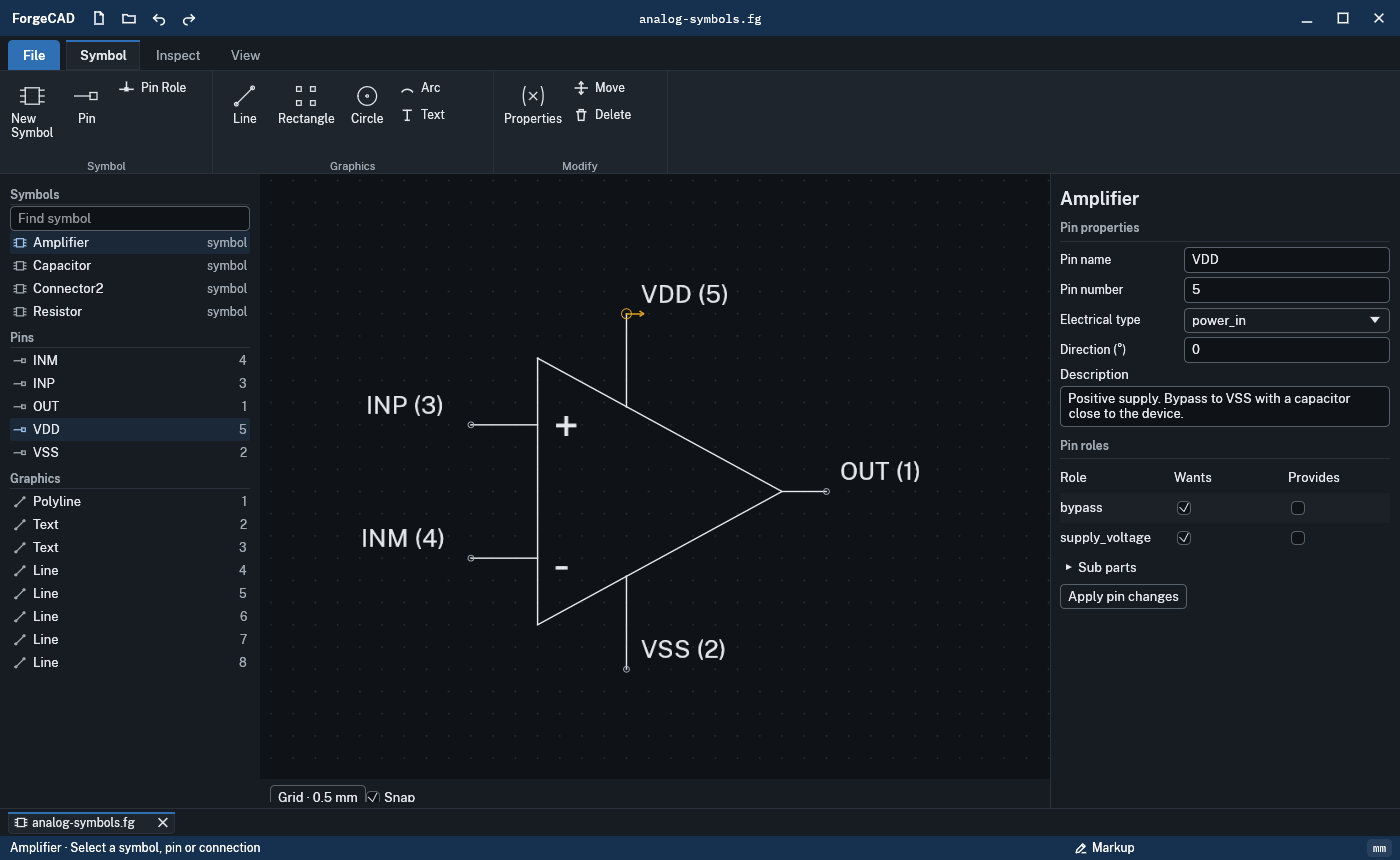 ForgeCAD
analog-symbols.fg
File
Symbol
Inspect
View
New
Symbol
Pin
Pin Role
Symbol
Line
Rectangle
Circle
Arc
Text
Graphics
(x)
Properties
Move
Delete
Modify
Symbols
Find symbol
Amplifier symbol
Capacitor symbol
Connector2 symbol
Resistor symbol
Pins
INM 4
INP 3
OUT 1
VDD 5
VSS 2
Graphics
Polyline 1
Text 2
Text 3
Line 4
Line 5
Line 6
Line 7
Line 8
VDD (5)
INP (3)
+
OUT (1)
INM (4)
-
VSS (2)
Grid · 0.5 mm
Snap
Amplifier
Pin properties
Pin name VDD
Pin number 5
Electrical type power_in
Direction (°) 0
Description
Positive supply. Bypass to VSS with a capacitor
close to the device.
Pin roles
Role Wants Provides
bypass
supply_voltage
Sub parts
Apply pin changes
analog-symbols.fg
Amplifier · Select a symbol, pin or connection
Markup
mm